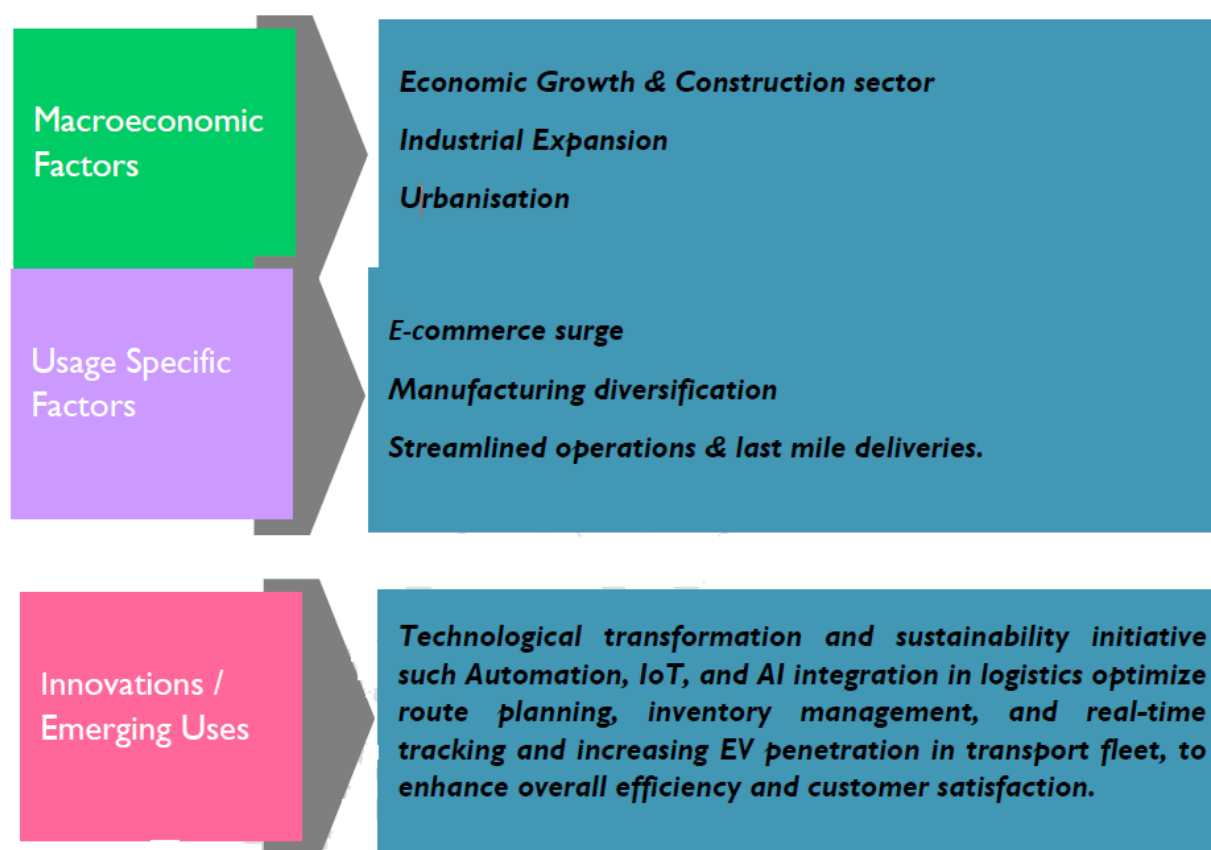 Macroeconomic
Factors
Economic Growth & Construction sector
Industrial Expansion
Urbanisation
Usage Specific
Factors
E-commerce surge
Manufacturing diversification
Streamlined operations & last mile deliveries.
Innovations /
Emerging Uses
Technological transformation and sustainability initiative
such Automation, IoT, and AI integration in logistics optimize
route planning, inventory management, and real-time
tracking and increasing EV penetration in transport fleet, to
enhance overall efficiency and customer satisfaction.